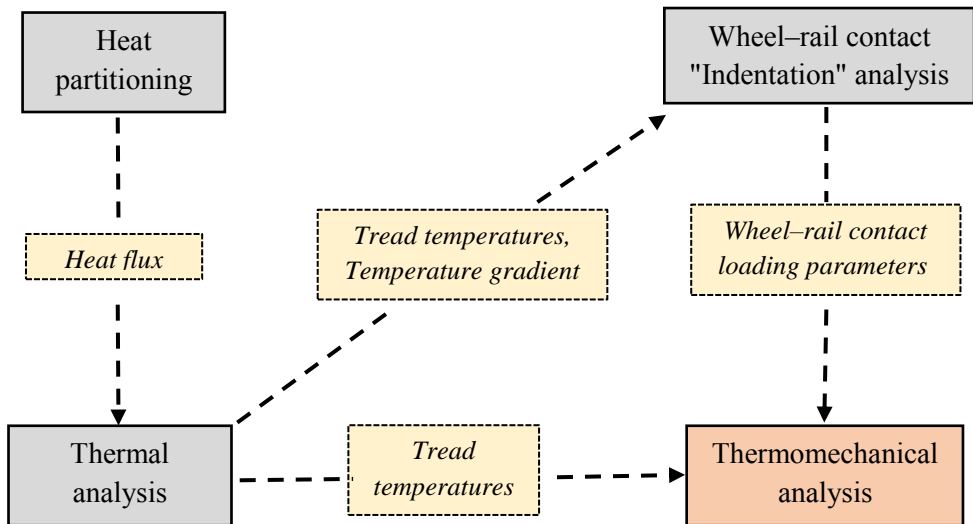 Heat
partitioning
Wheel–rail contact
"Indentation" analysis
Heat flux
Tread temperatures,
Temperature gradient
Wheel–rail contact
loading parameters
Thermal
analysis
Tread
temperatures
Thermomechanical
analysis